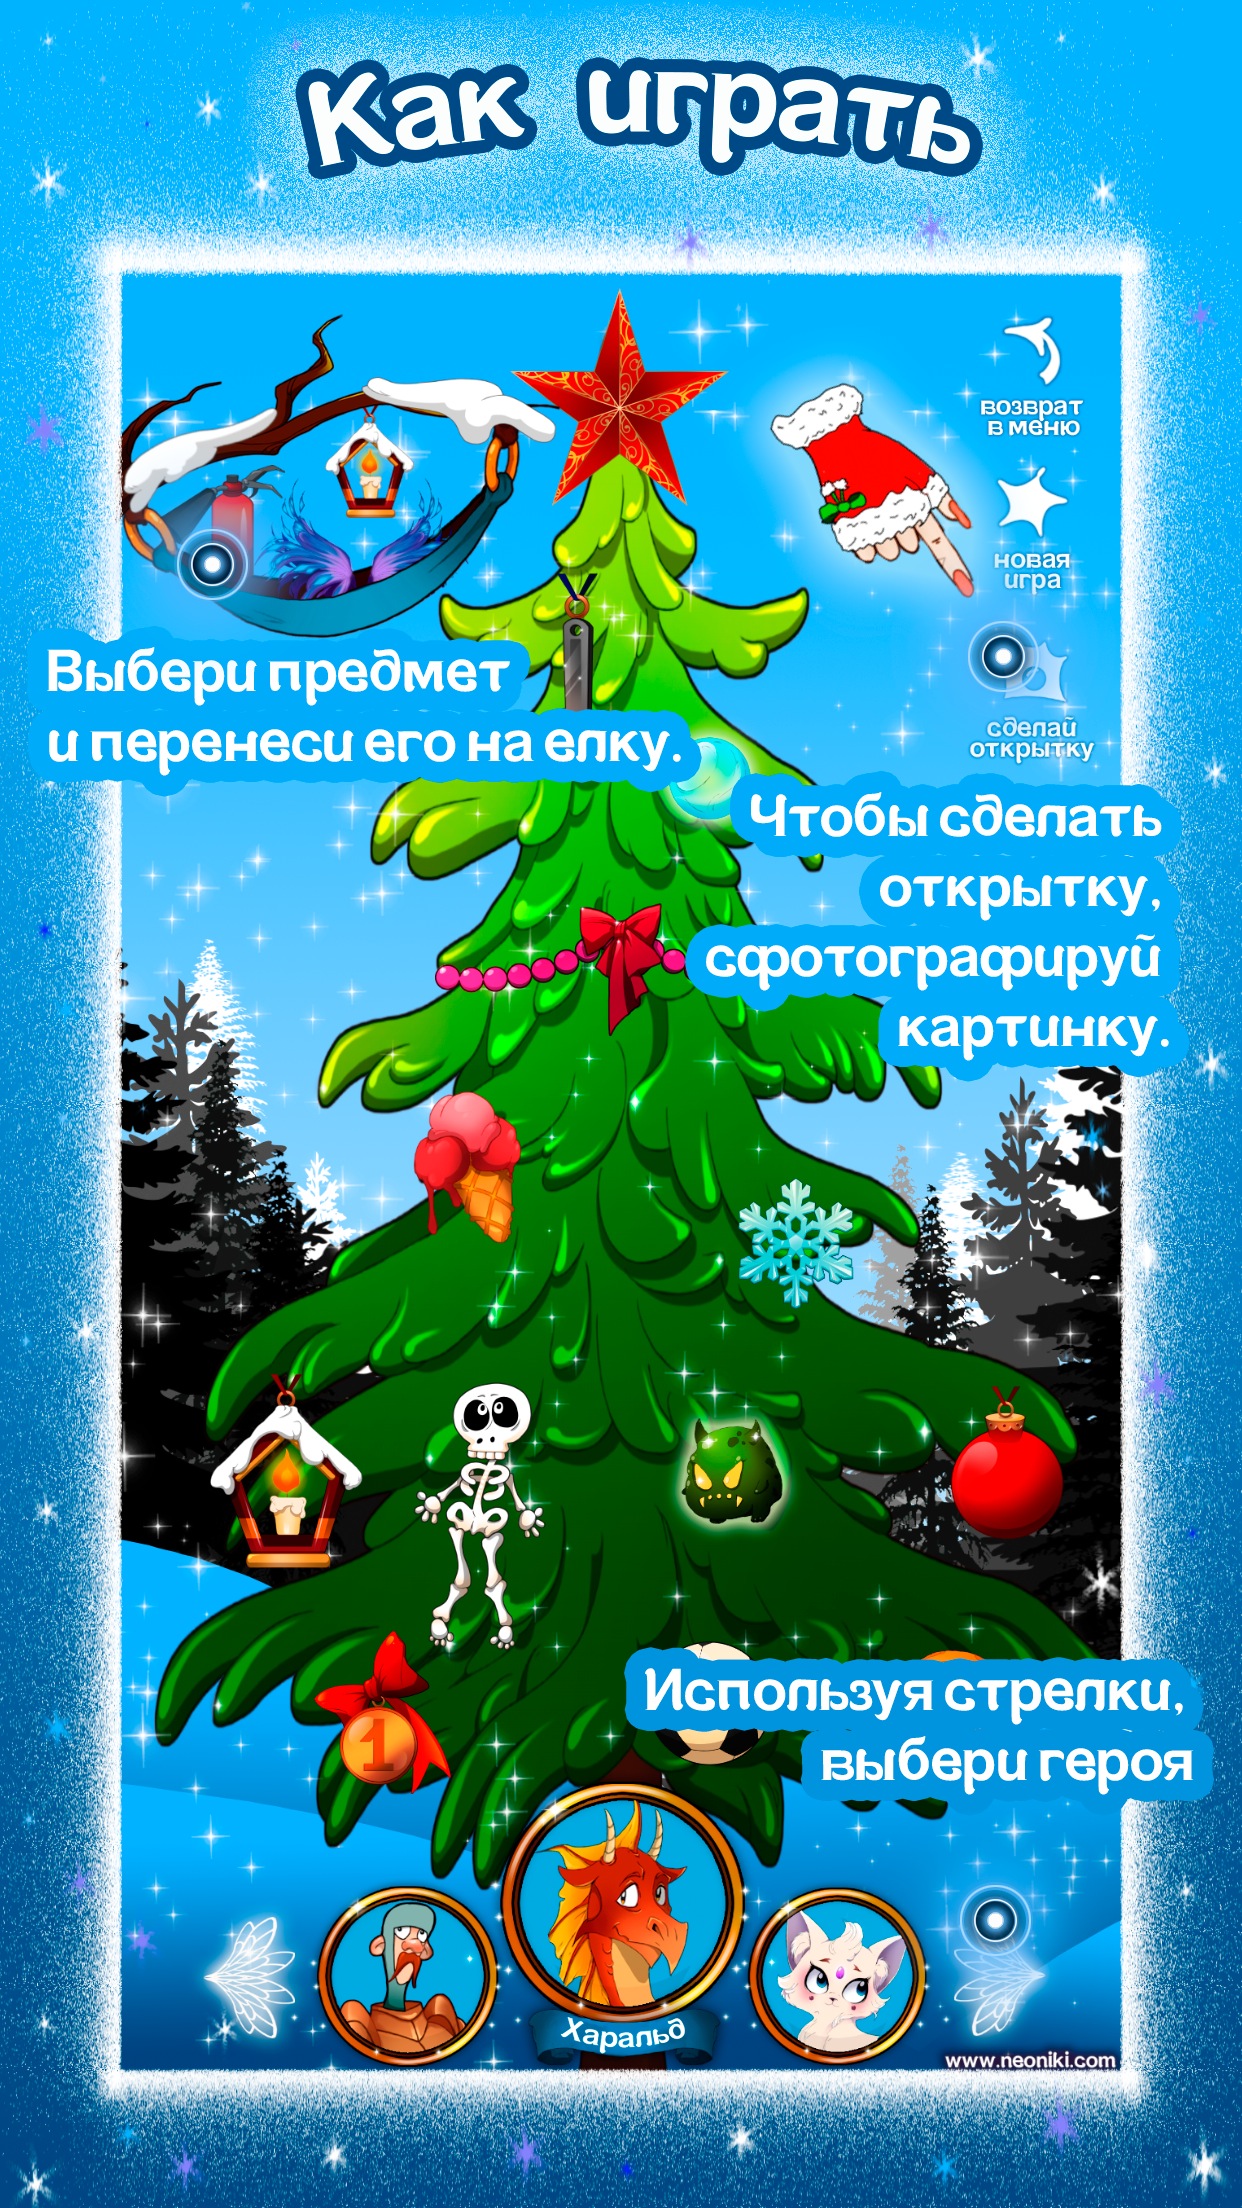 Как играть
возврат
в меню
новая
игра
Выбери предмет
и перенеси его на елку.
сделай
открытку
Чтобы сделать
открытку,
сфотографируй
картинку.
1
Используя стрелки,
выбери героя
Харальд
www.neoniki.com